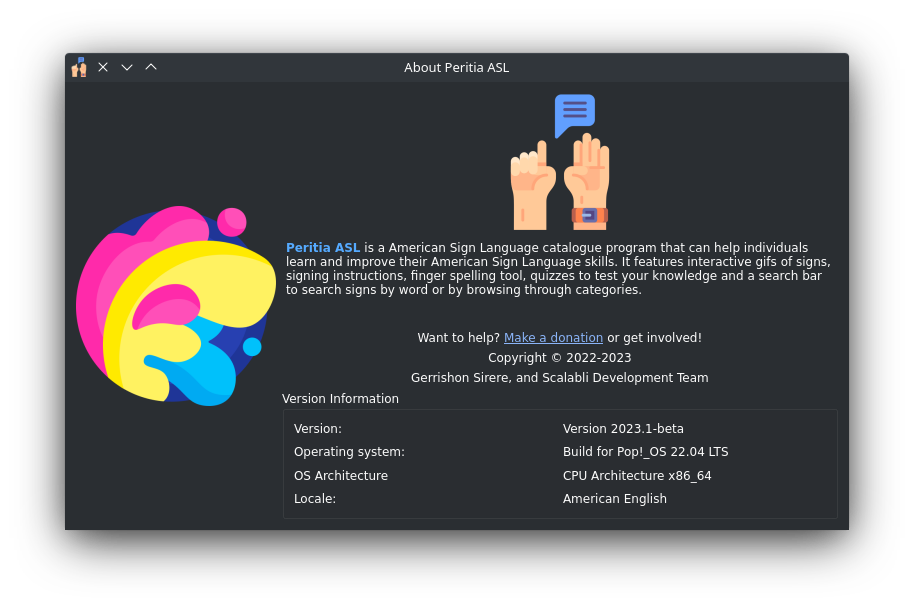 About Peritia ASL
Peritia ASL is a American Sign Language catalogue program that can help individuals
learn and improve their American Sign Language skills. It features interactive gifs of signs,
signing instructions, finger spelling tool, quizzes to test your knowledge and a search bar
to search signs by word or by browsing through categories.
Want to help? Make a donation or get involved!
Copyright © 2022-2023
Gerrishon Sirere, and Scalabli Development Team
Version Information
Version: Version 2023.1-beta
Operating system: Build for Pop!_OS 22.04 LTS
OS Architecture CPU Architecture x86_64
Locale: American English